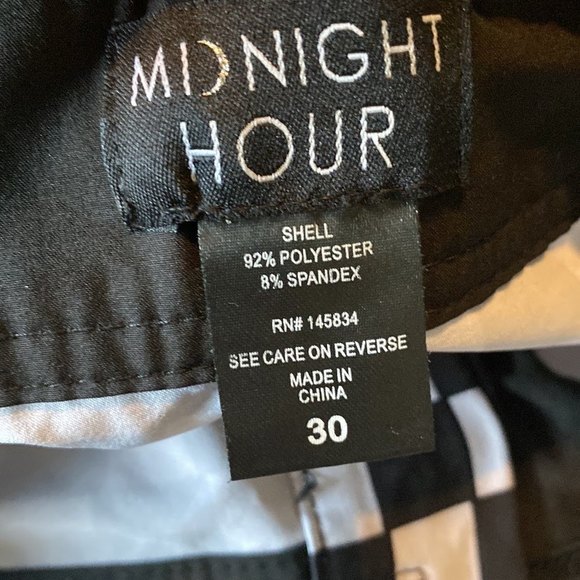 MIDNIGHT
HOUR
SHELL
92% POLYESTER
8% SPANDEX
RN# 145834
SEE CARE ON REVERSE
MADE IN
CHINA
30